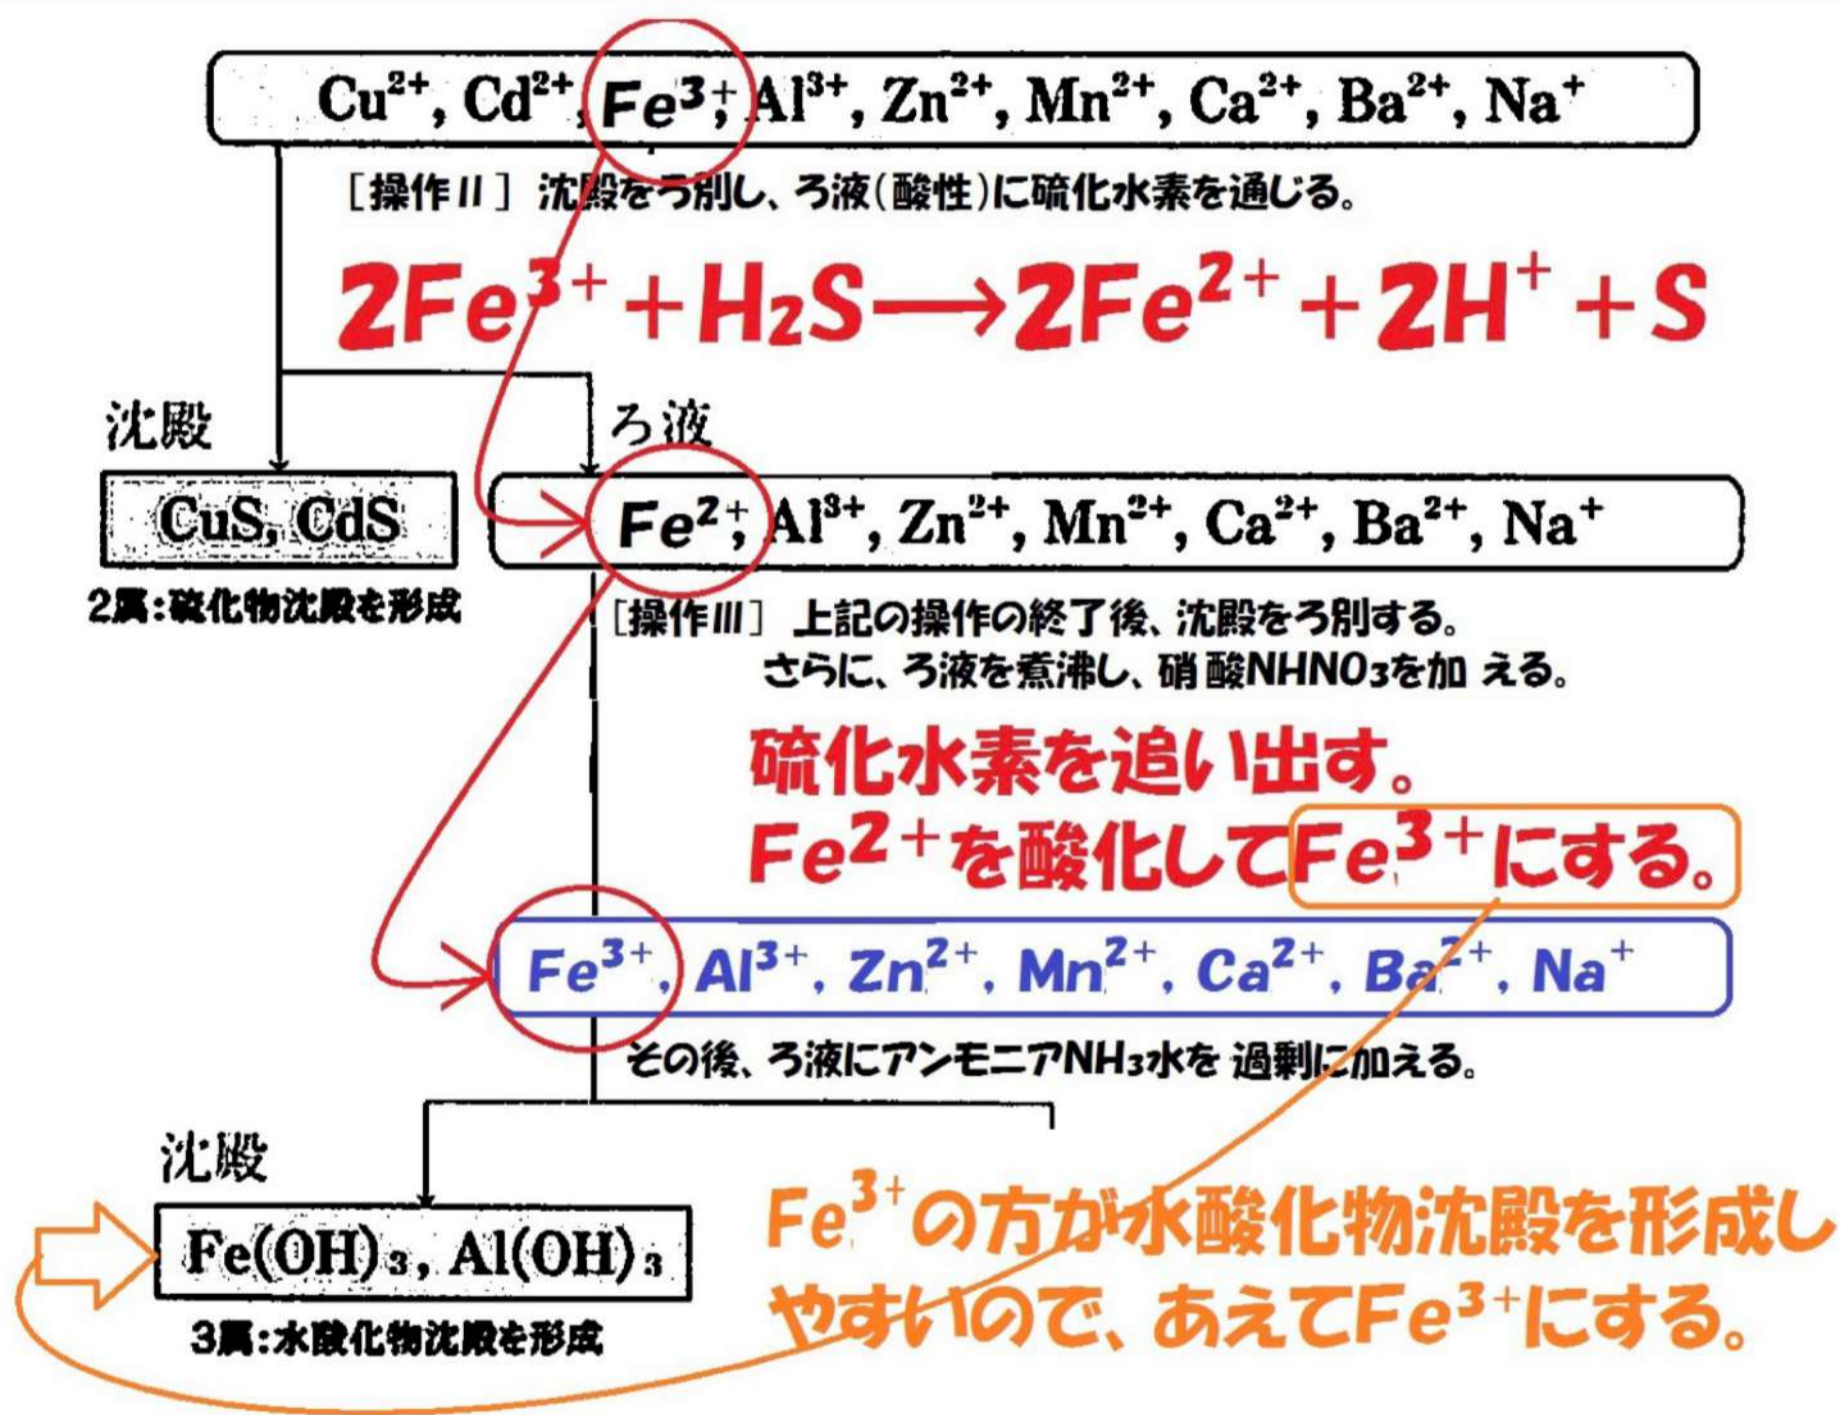 Cu²⁺, Cd²⁺, Fe³⁺, Al³⁺, Zn²⁺, Mn²⁺, Ca²⁺, Ba²⁺, Na⁺
[操作II] 沈殿をろ別し、ろ液(酸性)に硫化水素を通じる。
2Fe³⁺+H₂S→2Fe²⁺+2H⁺+S
沈殿
ろ液
CuS, CdS
Fe²⁺, Al³⁺, Zn²⁺, Mn²⁺, Ca²⁺, Ba²⁺, Na⁺
2属:硫化物沈殿を形成
[操作III] 上記の操作の終了後、沈殿をろ別する。
さらに、ろ液を煮沸し、硝酸NHNO₃を加える。
硫化水素を追い出す。
Fe²⁺を酸化してFe³⁺にする。
Fe³⁺, Al³⁺, Zn²⁺, Mn²⁺, Ca²⁺, Ba²⁺, Na⁺
その後、ろ液にアンモニアNH₃水を過剰に加える。
沈殿
Fe(OH)₃, Al(OH)₃
3属:水酸化物沈殿を形成
Fe³⁺の方が水酸化物沈殿を形成し
やすいので、あえてFe³⁺にする。